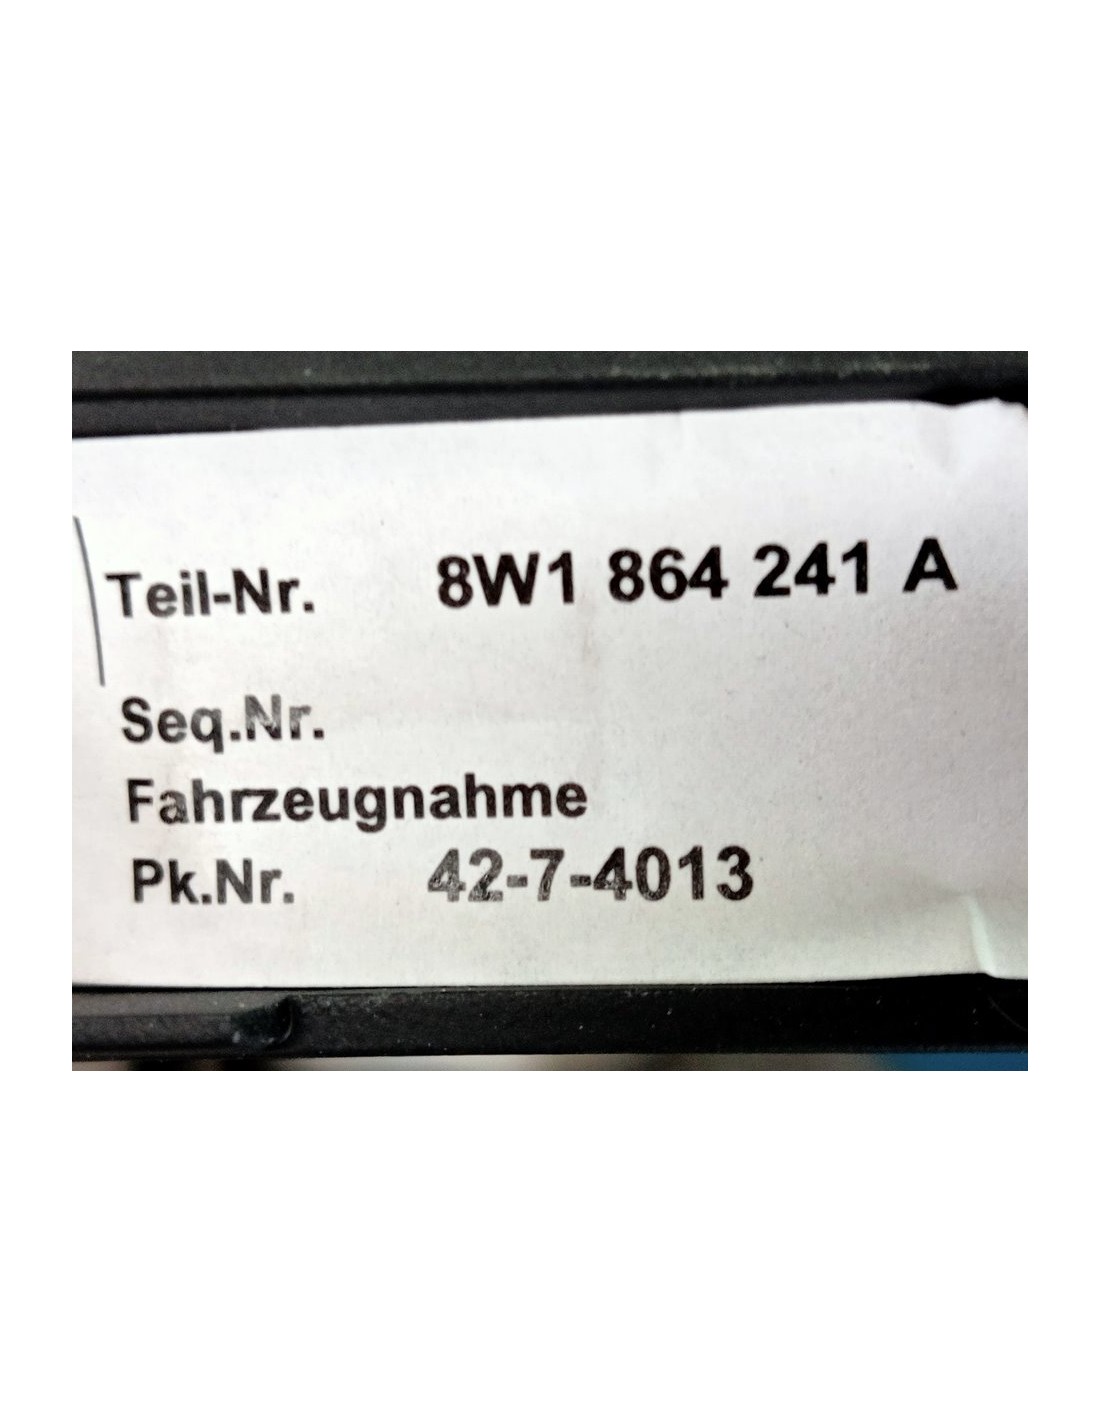 Teil-Nr. 8W1 864 241 A
Seq.Nr.
Fahrzeugnahme
Pk.Nr. 42-7-4013